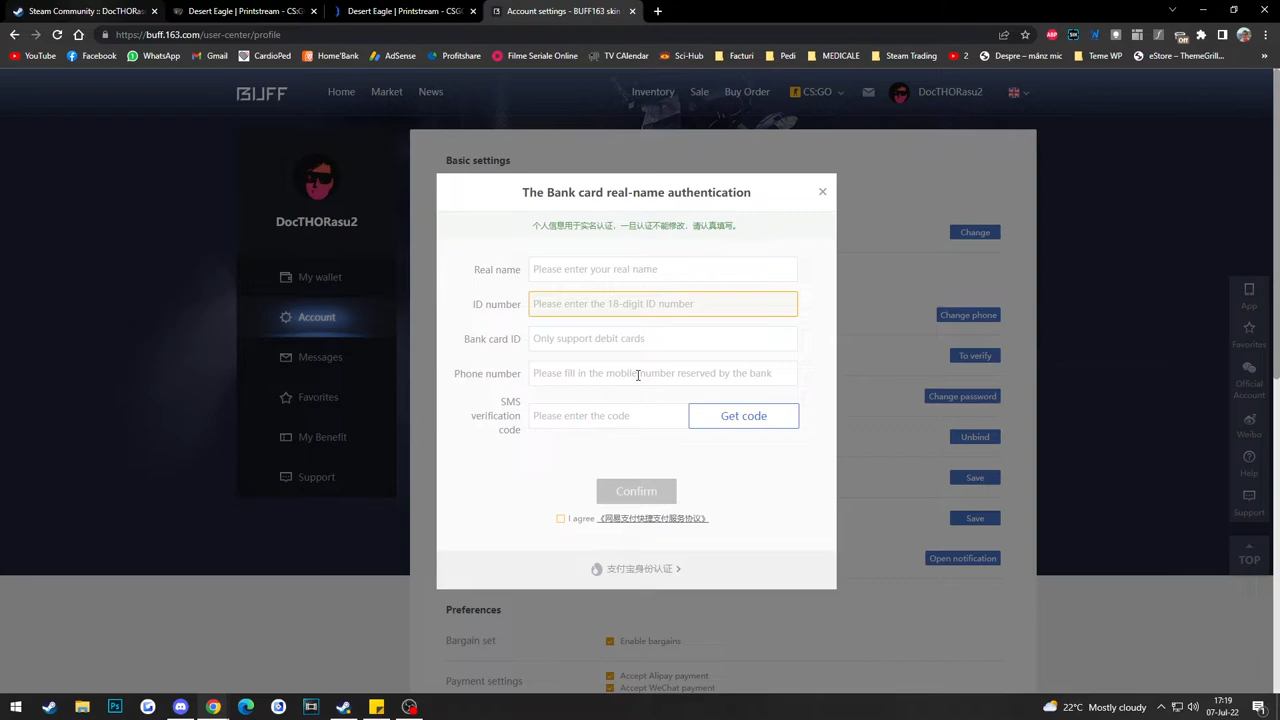 Steam Community :: Desert Eagle
Desert Eagle Printstream - CSGO
Desert Eagle Printstream - CSGO
Account Settings - BUFF skin ma
https://buff.163.com/user-center/profile
YouTube
Facebook
WhatsApp
Gmail
CardioPed
Home'Bank
AdSense
Profitshare
Filme Seriale Online
TV CALENDAR
Sci-Hub
Facturi
Pedi
MEDICALE
Steam Trading
2
Despre – mânz mic
Teme WP
eStore – ThemeGrill...
BUFF
Home
Market
News
Inventory
Sale
Buy Order
CS:GO
DocTHORasu2
DocTHORasu2
My wallet
Account
Messages
Favorites
My Benefit
Support
Basic settings
Change
Change phone
To verify
Change password
Unbind
Save
Save
Open notification
The Bank card real-name authentication
个人信息用于实名认证，一旦认证不能修改，请认真填写。
Real name
Please enter your real name
ID number
Please enter the 18-digit ID number
Bank card ID
Only support debit cards
Phone number
Please fill in the mobile number reserved by the bank
SMS
verification
code
Please enter the code
Get code
Confirm
I agree 《网易支付快捷支付服务协议》
支付宝身份认证
Preferences
Bargain set
Enable bargains
Payment settings
Accept Alipay payment
Accept WeChat payment
App
Favorites
Official
Account
Weibo
Help
Support
TOP
22°C Mostly cloudy
17:19
07-Jul-22